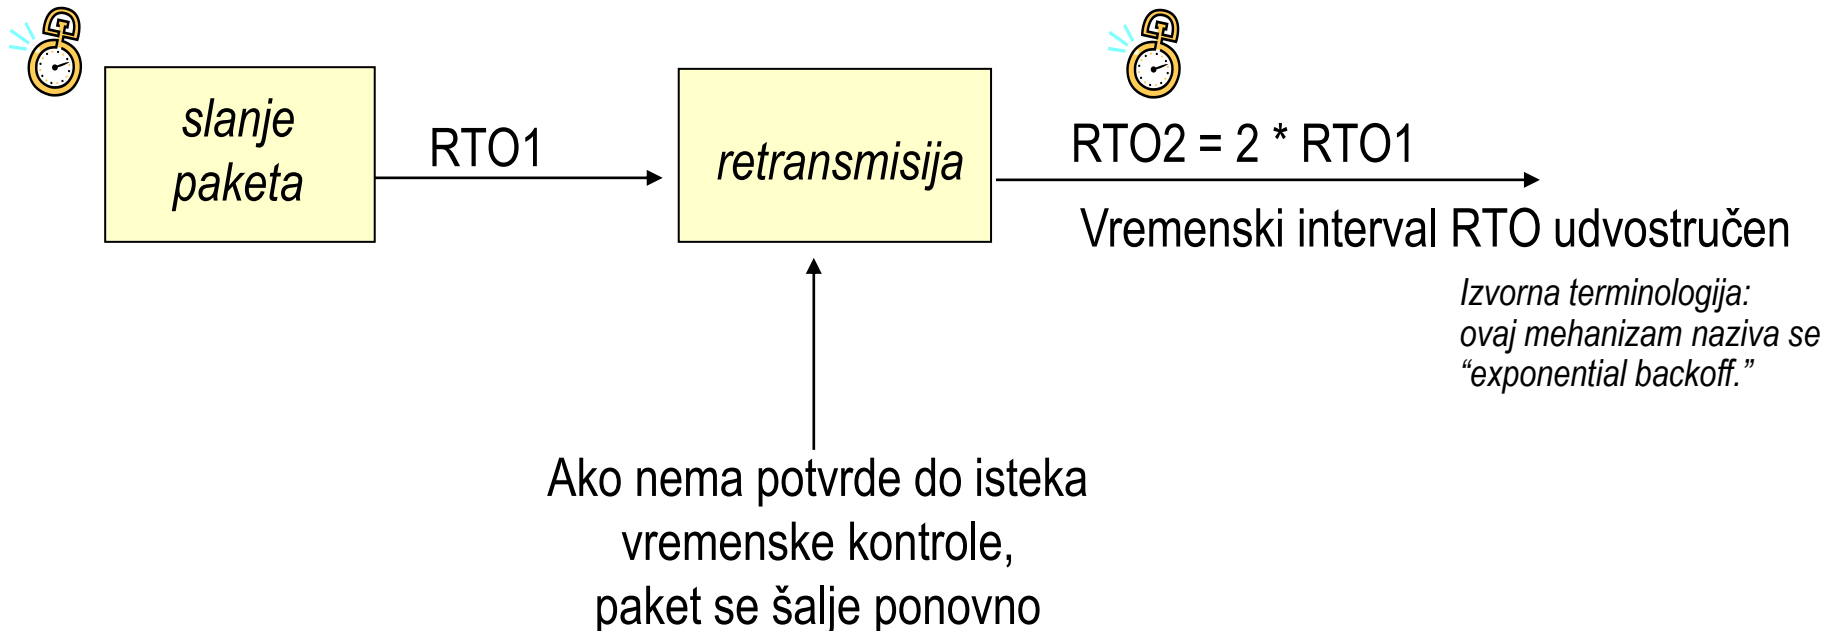 slanje
paketa
RTO1
retransmisija
RTO2 = 2 * RTO1
Vremenski interval RTO udvostručen
Izvorna terminologija:
ovaj mehanizam naziva se
“exponential backoff.”
Ako nema potvrde do isteka
vremenske kontrole,
paket se šalje ponovno